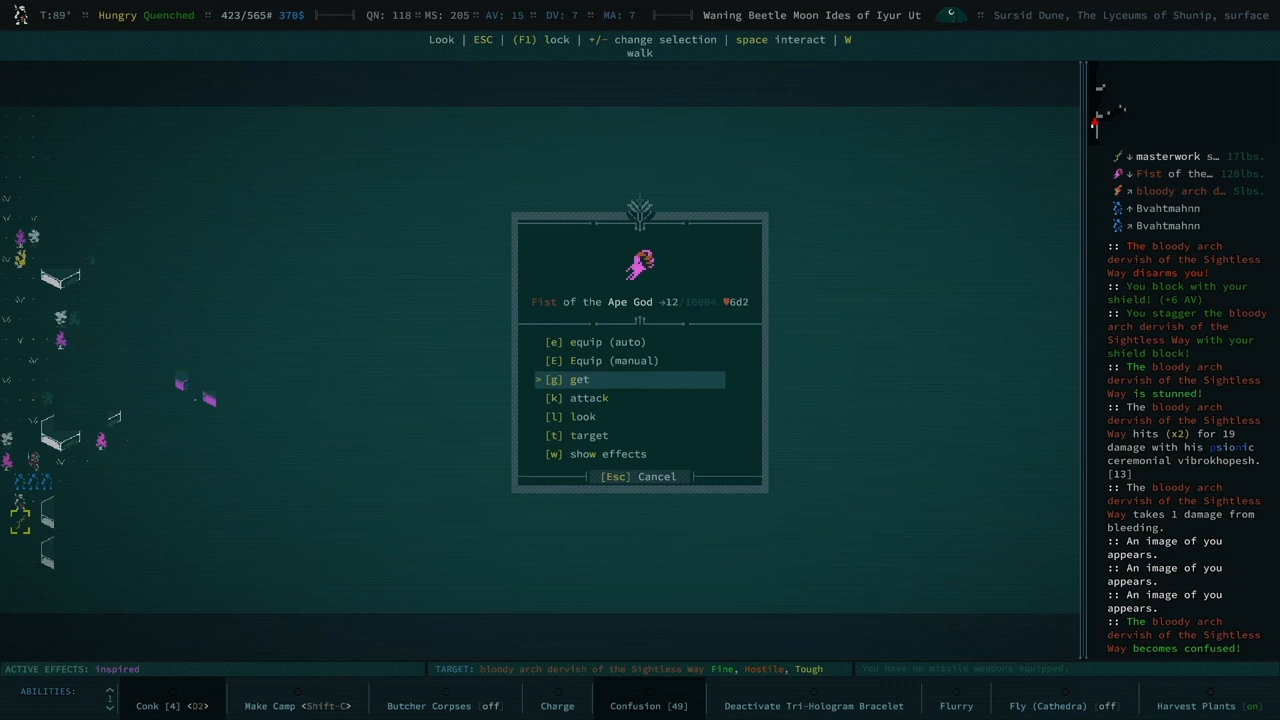 T:89° :: Hungry Quenched :: 423/565# 370$ QN: 118 :: MS: 205 :: AV: 15 :: DV: 7 :: MA: 7 Waning Beetle Moon Ides of Iyur Ut :: Sursid Dune, The Lyceums of Shunip, surface
Look | ESC | (F1) lock | +/- change selection | space interact | W
walk
Fist of the Ape God →12/10004 ♥6d2
[e] equip (auto)
[E] Equip (manual)
> [g] get
[k] attack
[l] look
[t] target
[w] show effects
[Esc] Cancel
↓ masterwork s… 17lbs.
↓ Fist of the… 120lbs.
↗ bloody arch d… 5lbs.
↑ Bvahtmahnn
↗ Bvahtmahnn
:: The bloody arch
dervish of the Sightless
Way disarms you!
:: You block with your
shield! (+6 AV)
:: You stagger the bloody
arch dervish of the
Sightless Way with your
shield block!
:: The bloody arch
dervish of the Sightless
Way is stunned!
:: The bloody arch
dervish of the Sightless
Way hits (x2) for 19
damage with his psionic
ceremonial vibrokhopesh.
[13]
:: The bloody arch
dervish of the Sightless
Way takes 1 damage from
bleeding.
:: An image of you
appears.
:: An image of you
appears.
:: An image of you
appears.
:: The bloody arch
dervish of the Sightless
Way becomes confused!
ACTIVE EFFECTS: inspired
TARGET: bloody arch dervish of the Sightless Way Fine, Hostile, Tough
You have no missile weapons equipped.
ABILITIES: 1 Conk [4] <D2> Make Camp <Shift-C> Butcher Corpses [off] Charge Confusion [49] Deactivate Tri-Hologram Bracelet Flurry Fly (Cathedra) [off] Harvest Plants [on]